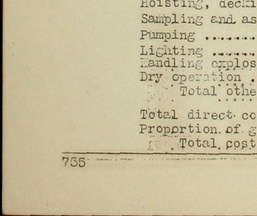 Hoisting, decki
Sampling and as
Pumping ........
Lighting .......
Handling explos
Dry operation .
Total othe
Total direct co
Proportion of g
Total cost
755